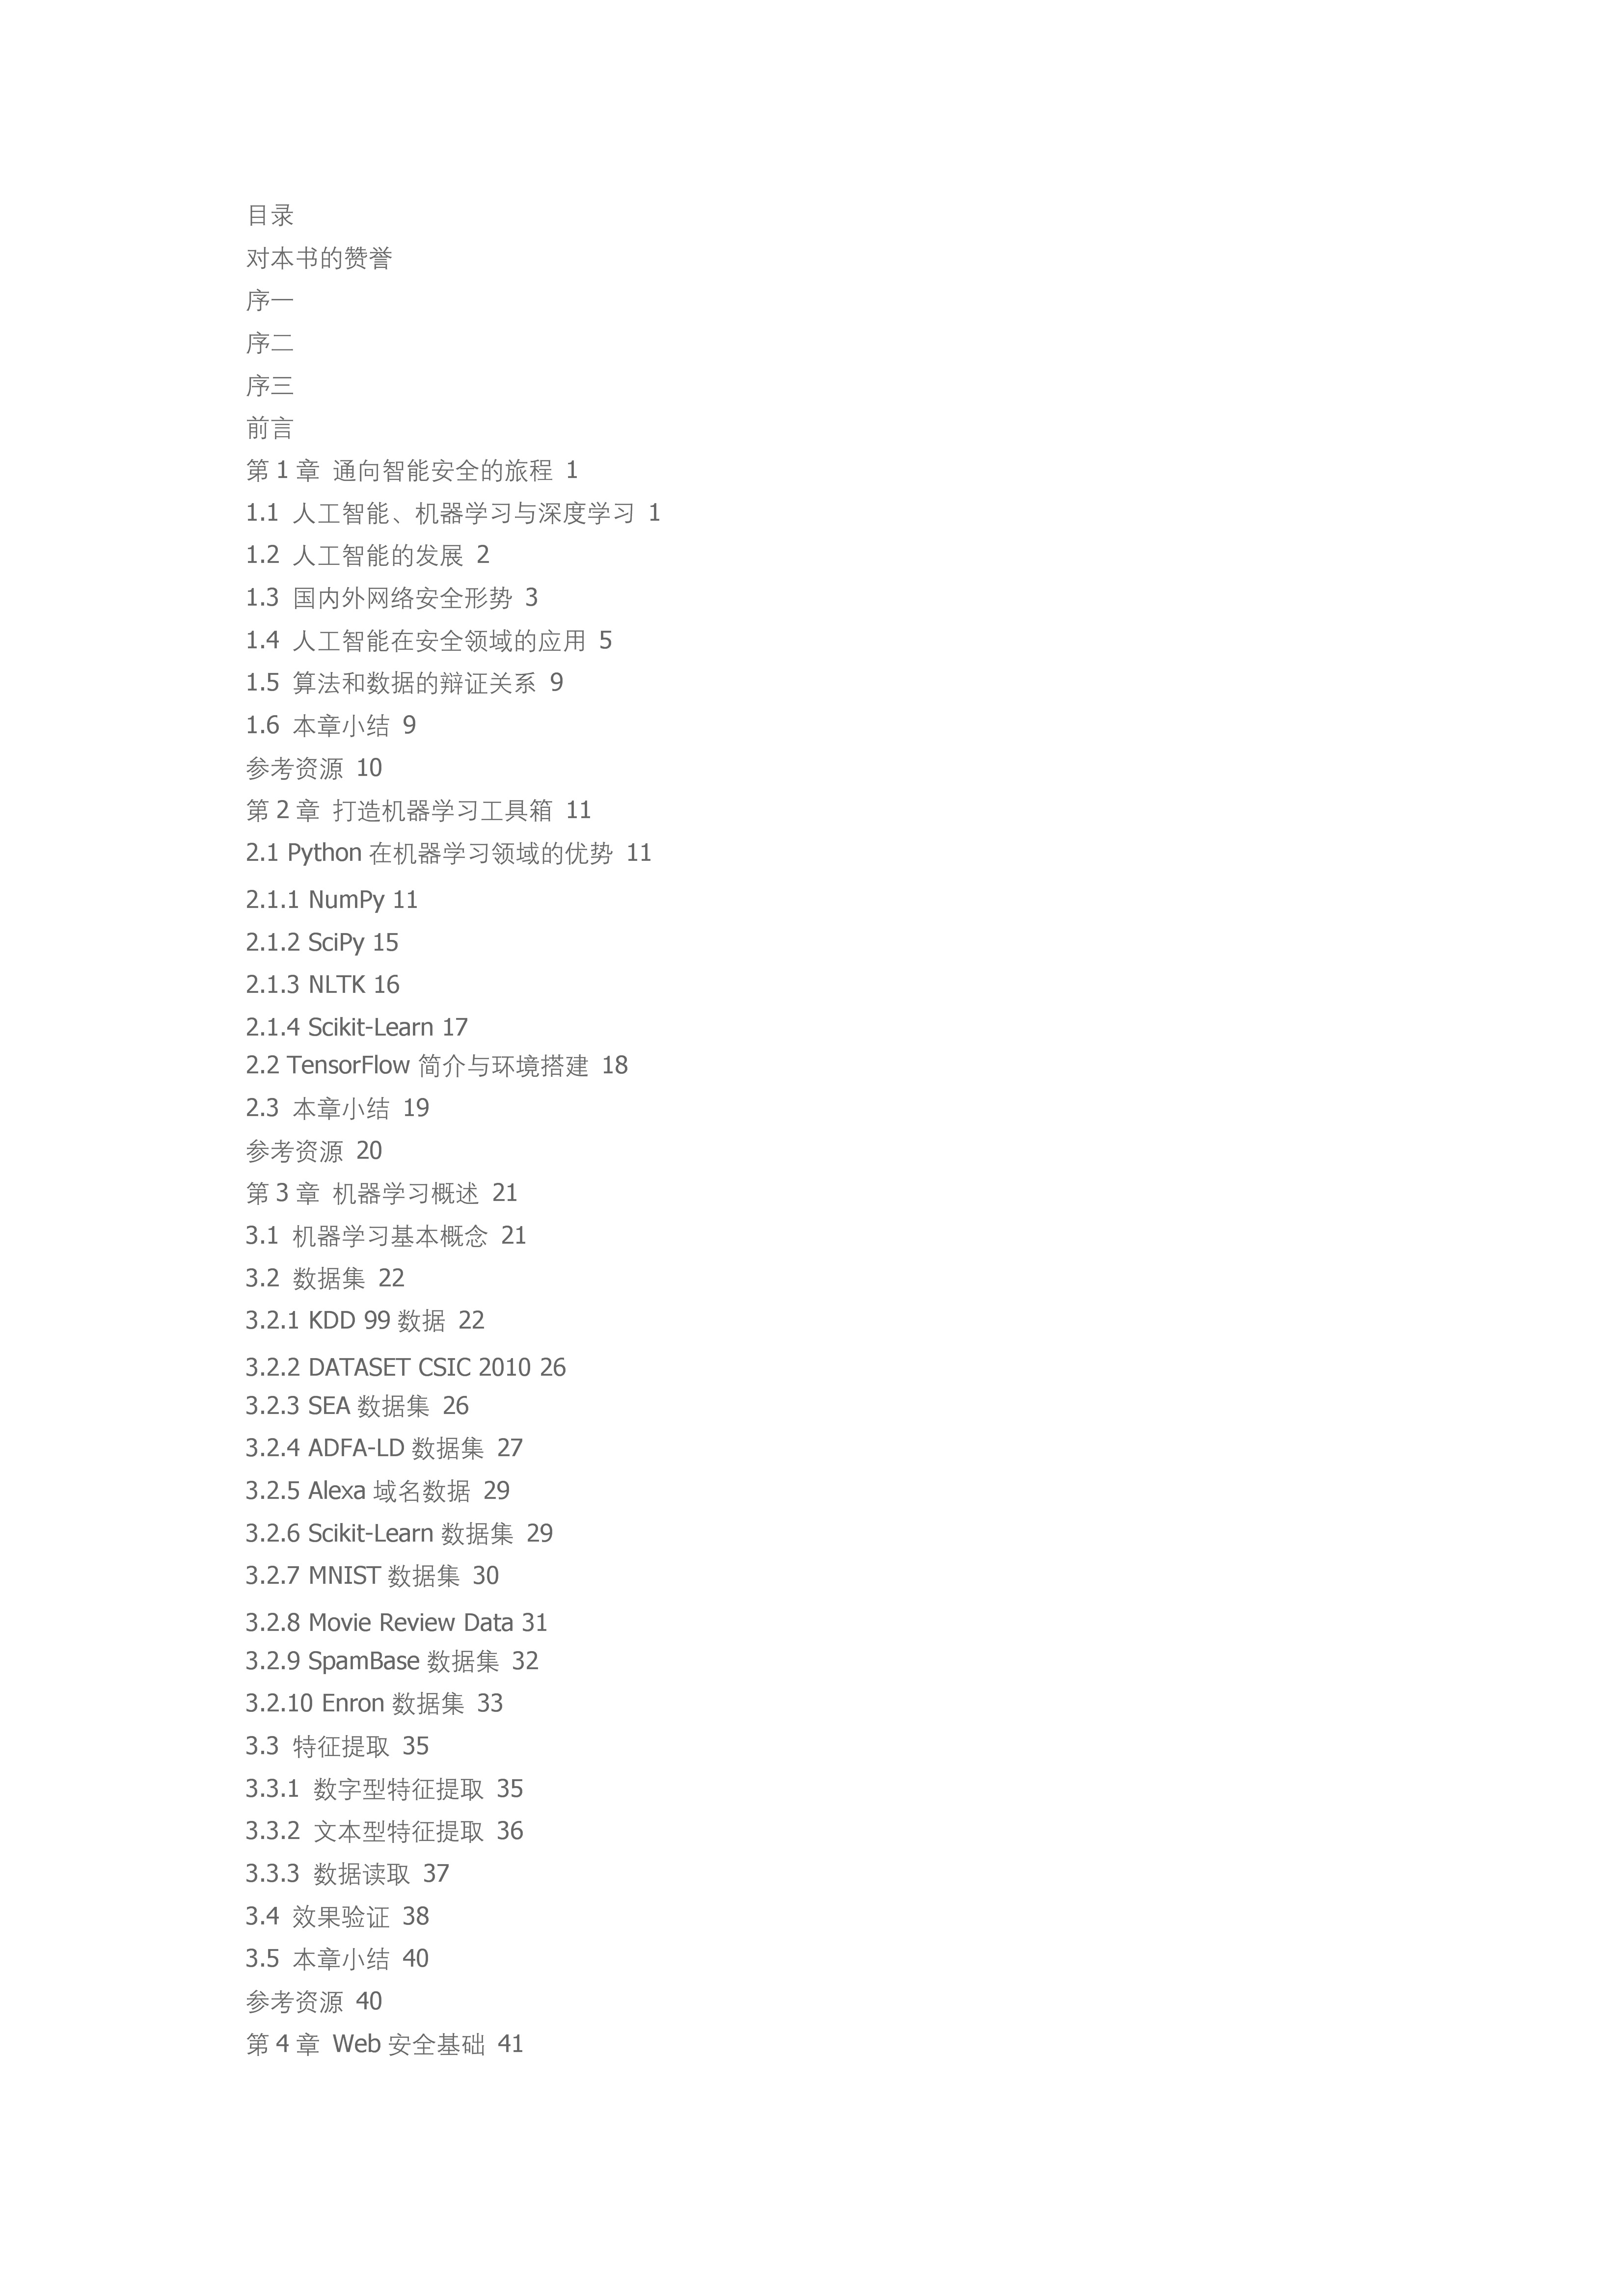 目录
对本书的赞誉
序一
序二
序三
前言
第 1 章 通向智能安全的旅程 1
1.1 人工智能、机器学习与深度学习 1
1.2 人工智能的发展 2
1.3 国内外网络安全形势 3
1.4 人工智能在安全领域的应用 5
1.5 算法和数据的辩证关系 9
1.6 本章小结 9
参考资源 10
第 2 章 打造机器学习工具箱 11
2.1 Python 在机器学习领域的优势 11
2.1.1 NumPy 11
2.1.2 SciPy 15
2.1.3 NLTK 16
2.1.4 Scikit-Learn 17
2.2 TensorFlow 简介与环境搭建 18
2.3 本章小结 19
参考资源 20
第 3 章 机器学习概述 21
3.1 机器学习基本概念 21
3.2 数据集 22
3.2.1 KDD 99 数据 22
3.2.2 DATASET CSIC 2010 26
3.2.3 SEA 数据集 26
3.2.4 ADFA-LD 数据集 27
3.2.5 Alexa 域名数据 29
3.2.6 Scikit-Learn 数据集 29
3.2.7 MNIST 数据集 30
3.2.8 Movie Review Data 31
3.2.9 SpamBase 数据集 32
3.2.10 Enron 数据集 33
3.3 特征提取 35
3.3.1 数字型特征提取 35
3.3.2 文本型特征提取 36
3.3.3 数据读取 37
3.4 效果验证 38
3.5 本章小结 40
参考资源 40
第 4 章 Web 安全基础 41